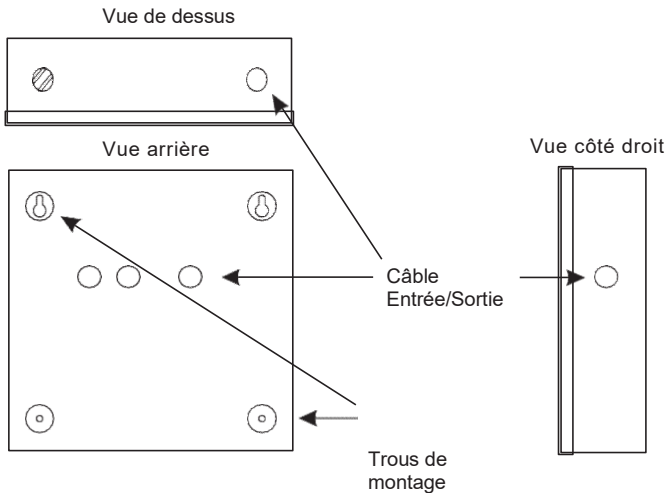 Vue de dessus
Vue arrière
Vue côté droit
Câble
Entrée/Sortie
Trous de
montage